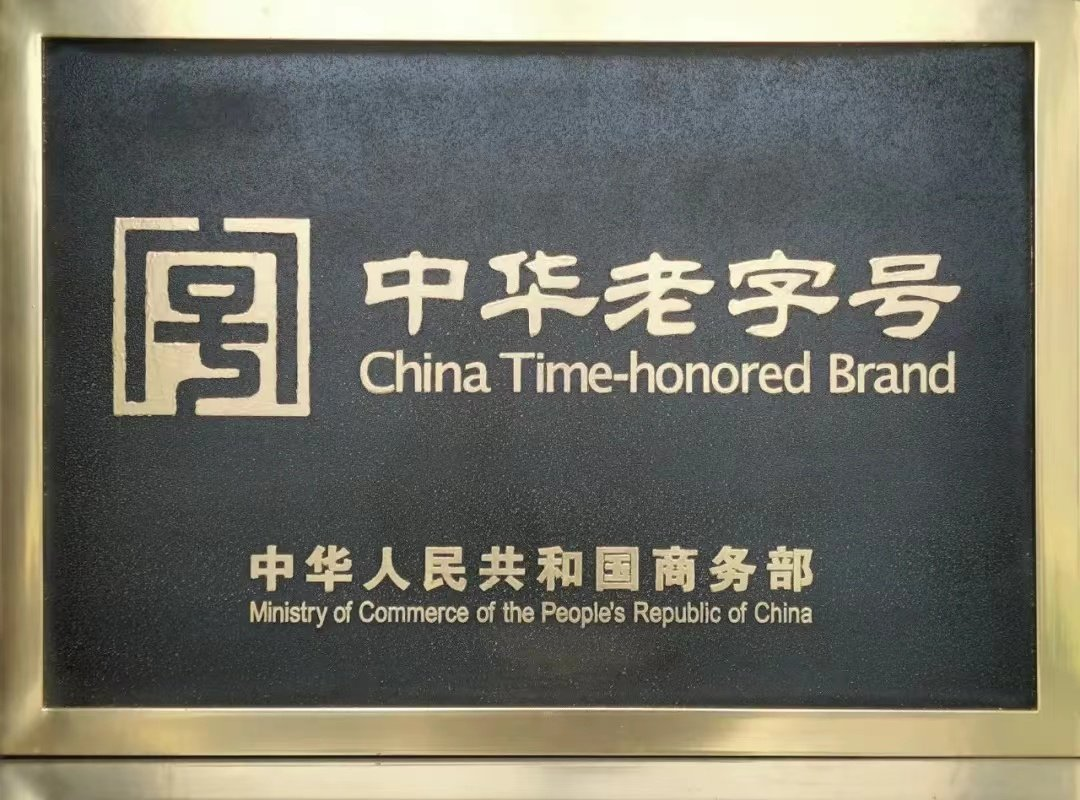 中华老字号
China Time-honored Brand
中华人民共和国商务部
Ministry of Commerce of the People's Republic of China